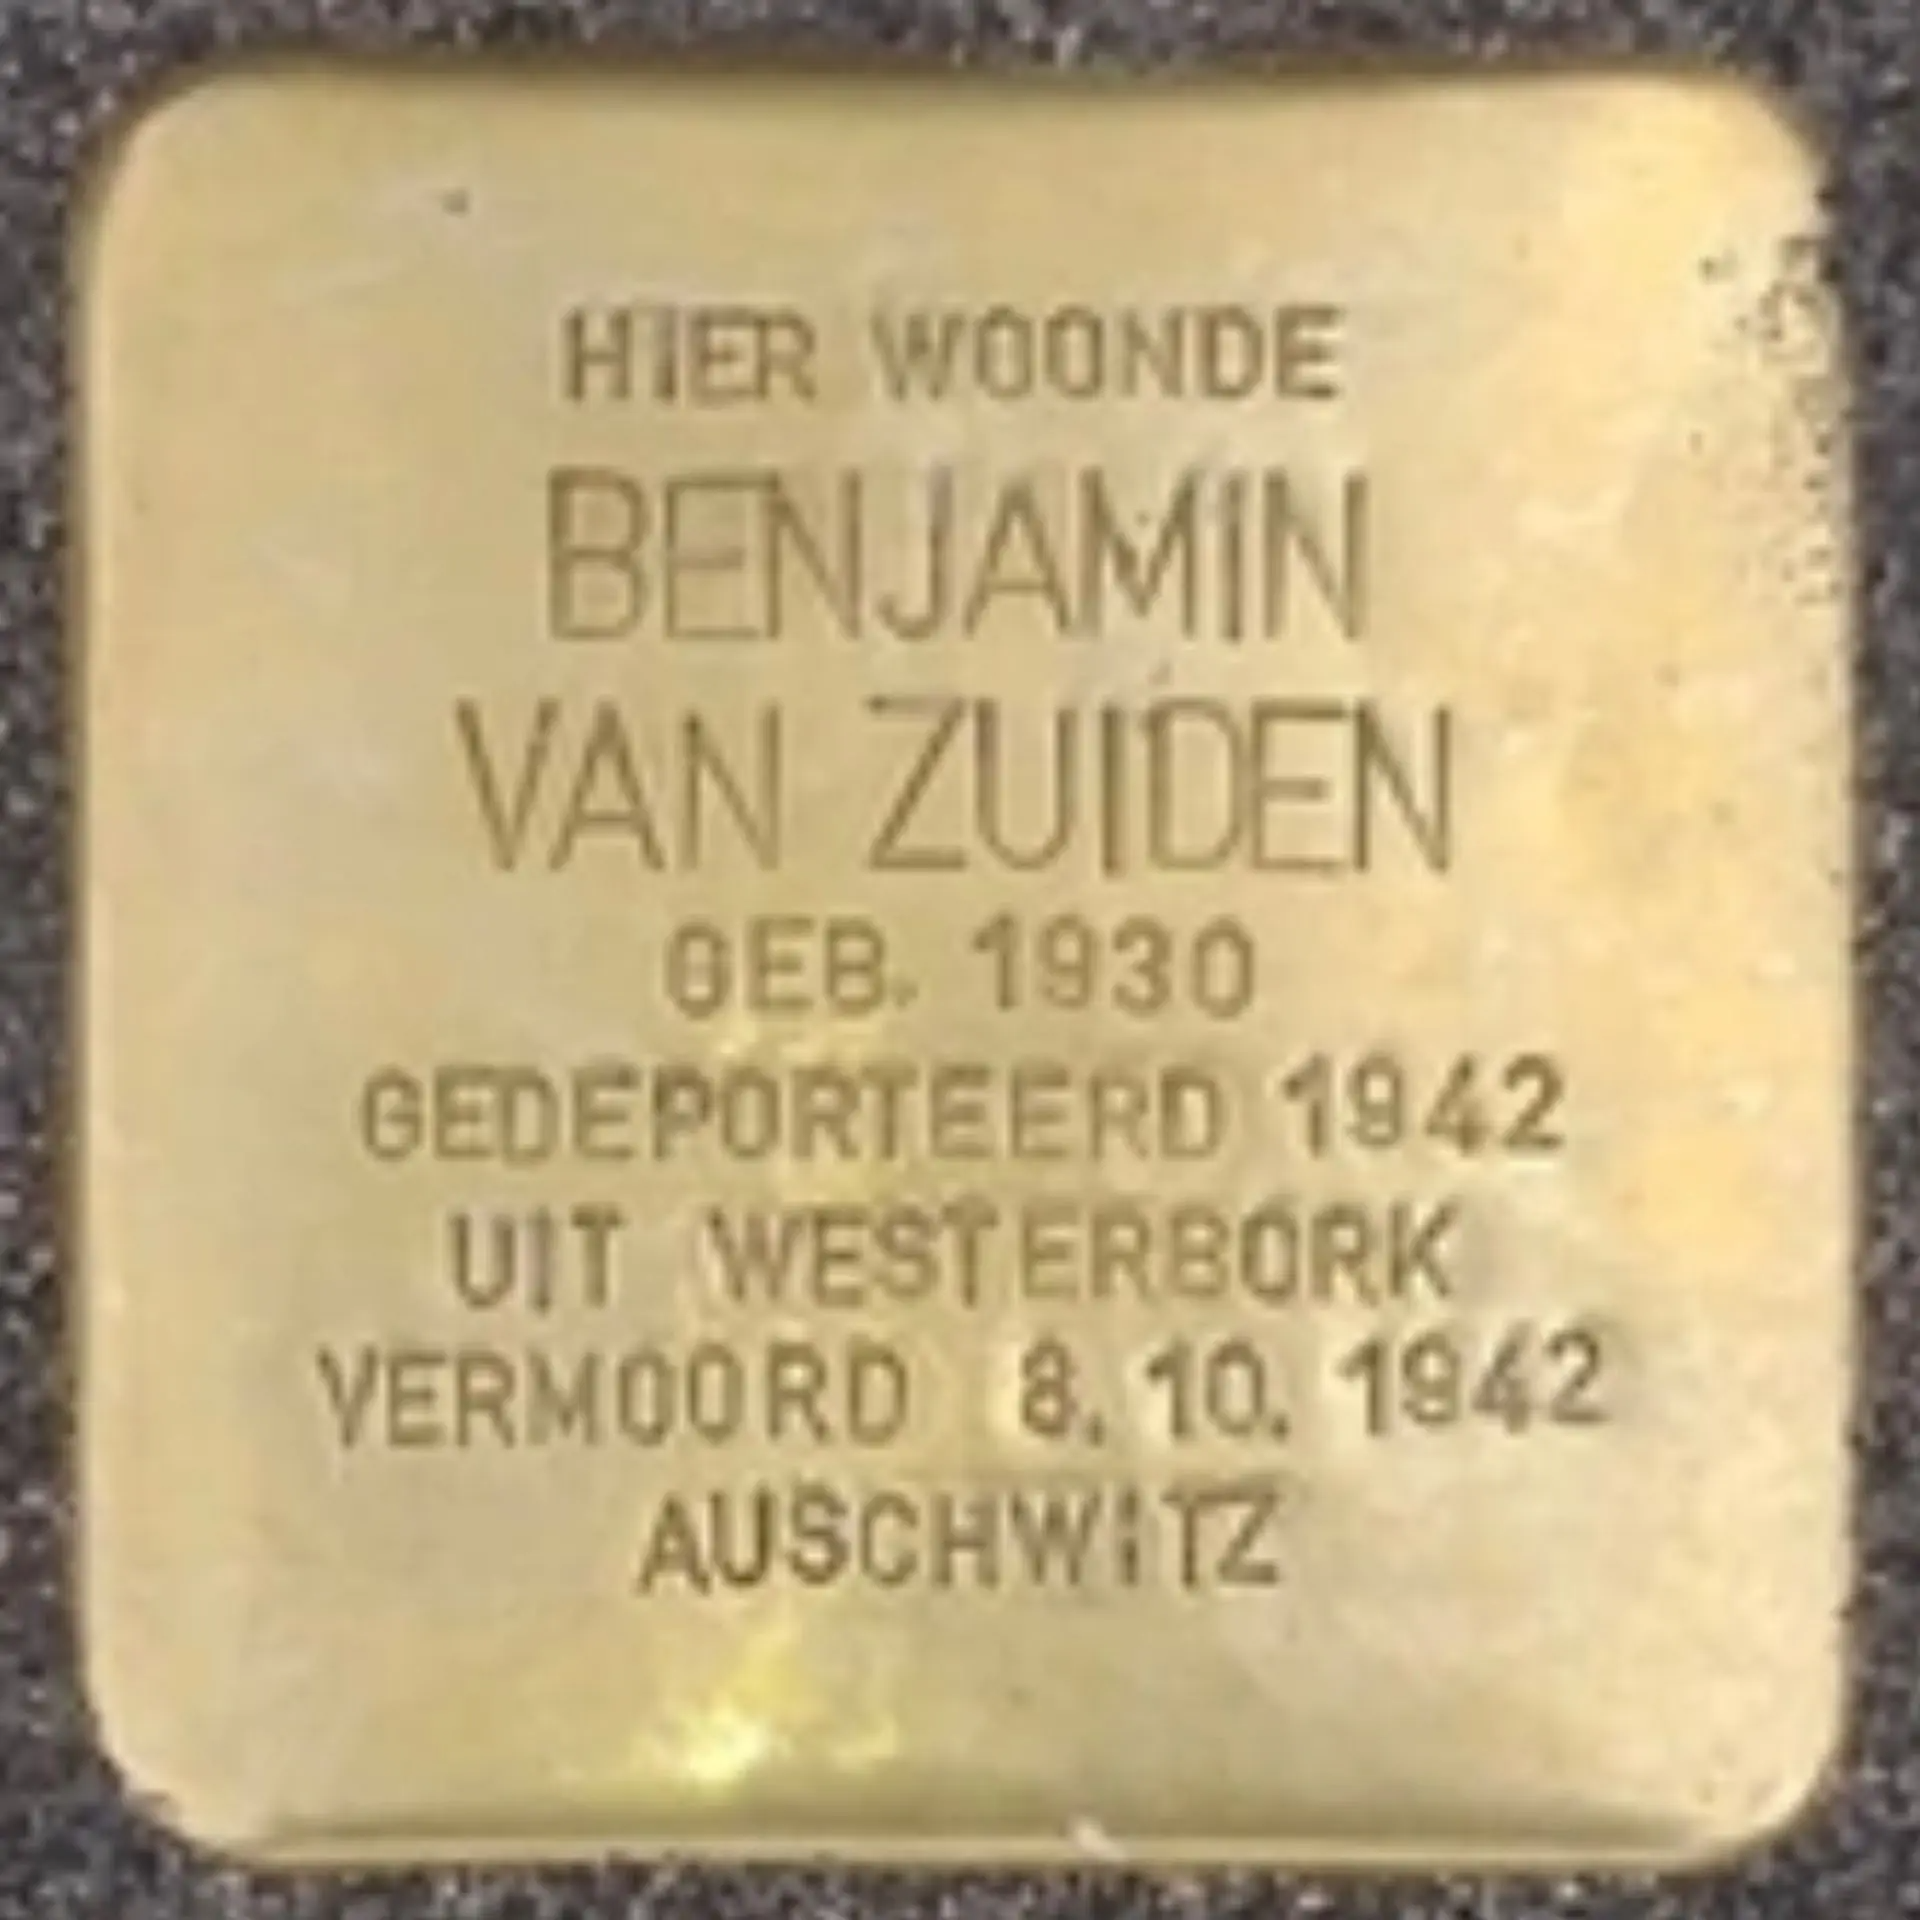 HIER WOONDE
BENJAMIN
VAN ZUIDEN
GEB. 1930
GEDEPORTEERD 1942
UIT WESTERBORK
VERMOORD 8.10.1942
AUSCHWITZ